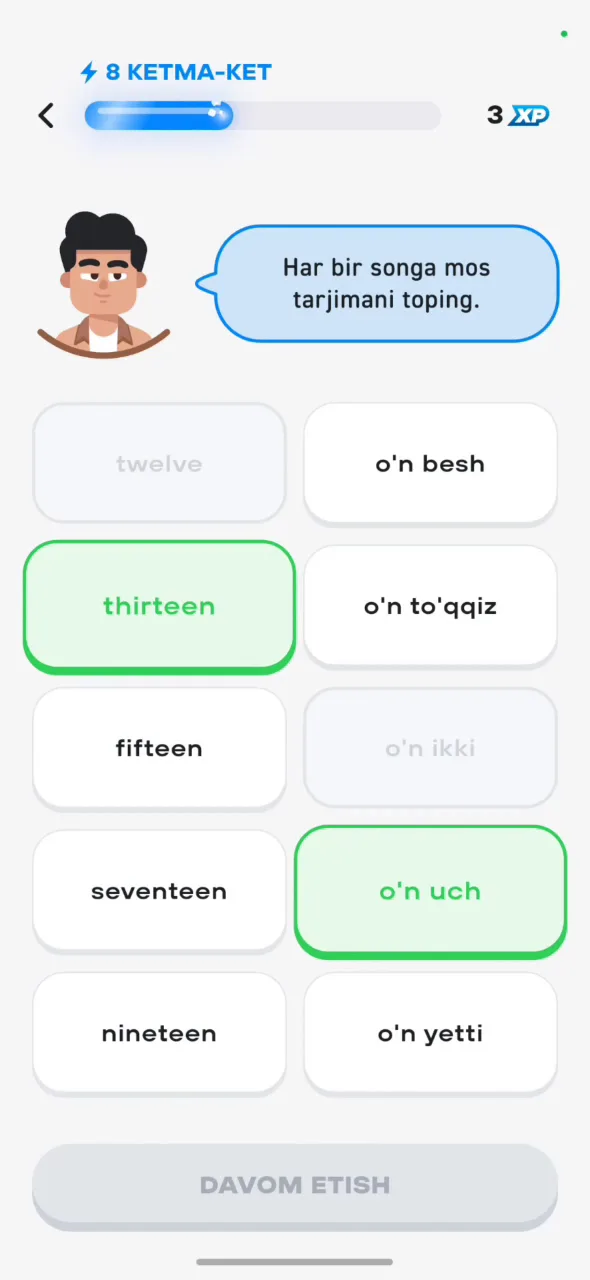 8 KETMA-KET
3 XP
Har bir songa mos
tarjimani toping.
twelve
o'n besh
thirteen
o'n to'qqiz
fifteen
o'n ikki
seventeen
o'n uch
nineteen
o'n yetti
DAVOM ETISH